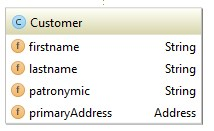 C Customer
f firstname String
f lastname String
f patronymic String
f primaryAddress Address